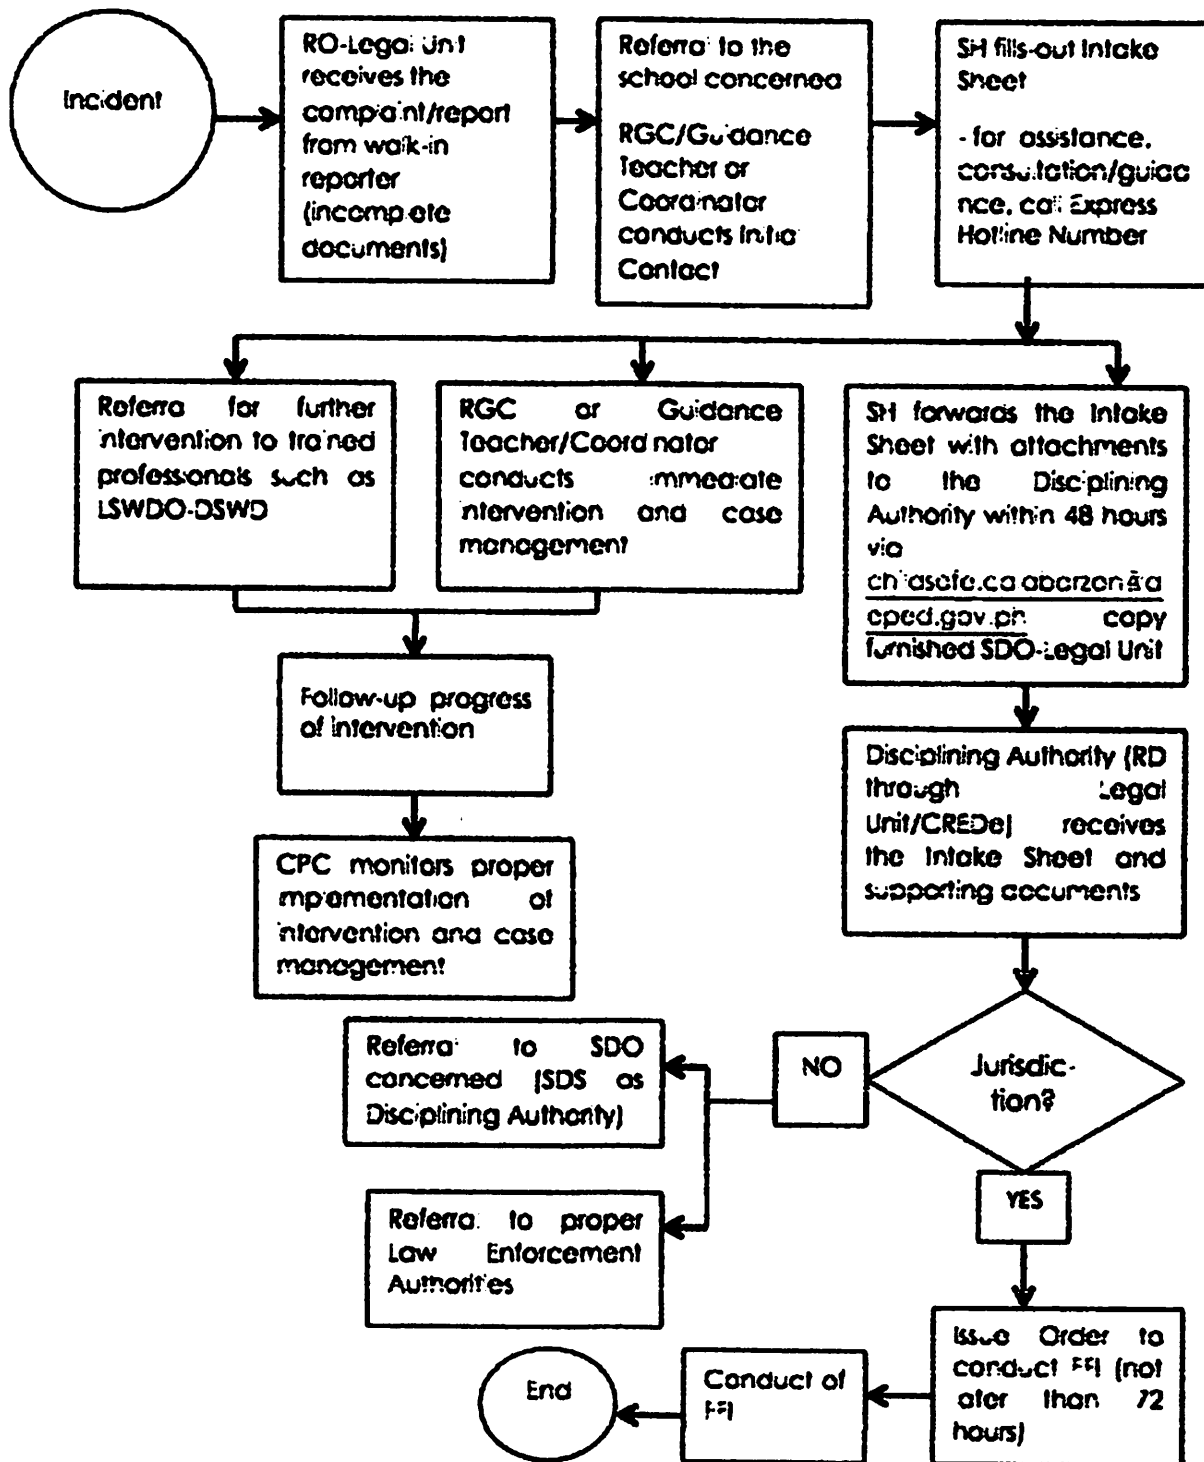 Incident
RO-Legal Unit
receives the
complaint/report
from walk-in
reporter
(incomplete
documents)
Referral to the
school concerned
RGC/Guidance
Teacher or
Coordinator
conducts Initial
Contact
SH fills-out Intake
Sheet
- for assistance,
consultation/guida
nce, call Express
Hotline Number
Referral for further
intervention to trained
professionals such as
LSWDO-DSWD
RGC or Guidance
Teacher/Coordinator
conducts immediate
intervention and case
management
SH forwards the Intake
Sheet with attachments
to the Disciplining
Authority within 48 hours
via
eped.gov.ph copy
furnished SDO-Legal Unit
Follow-up progress
of intervention
Disciplining Authority (RD
through Legal
Unit/CREDe) receives
the Intake Sheet and
supporting documents
CPC monitors proper
implementation of
intervention and case
management
Jurisdic-
tion?
NO
Referral to SDO
concerned (SDS as
Disciplining Authority)
YES
Referral to proper
Law Enforcement
Authorities
Issue Order to
conduct FFI (not
later than 72
hours)
Conduct of
FFI
End